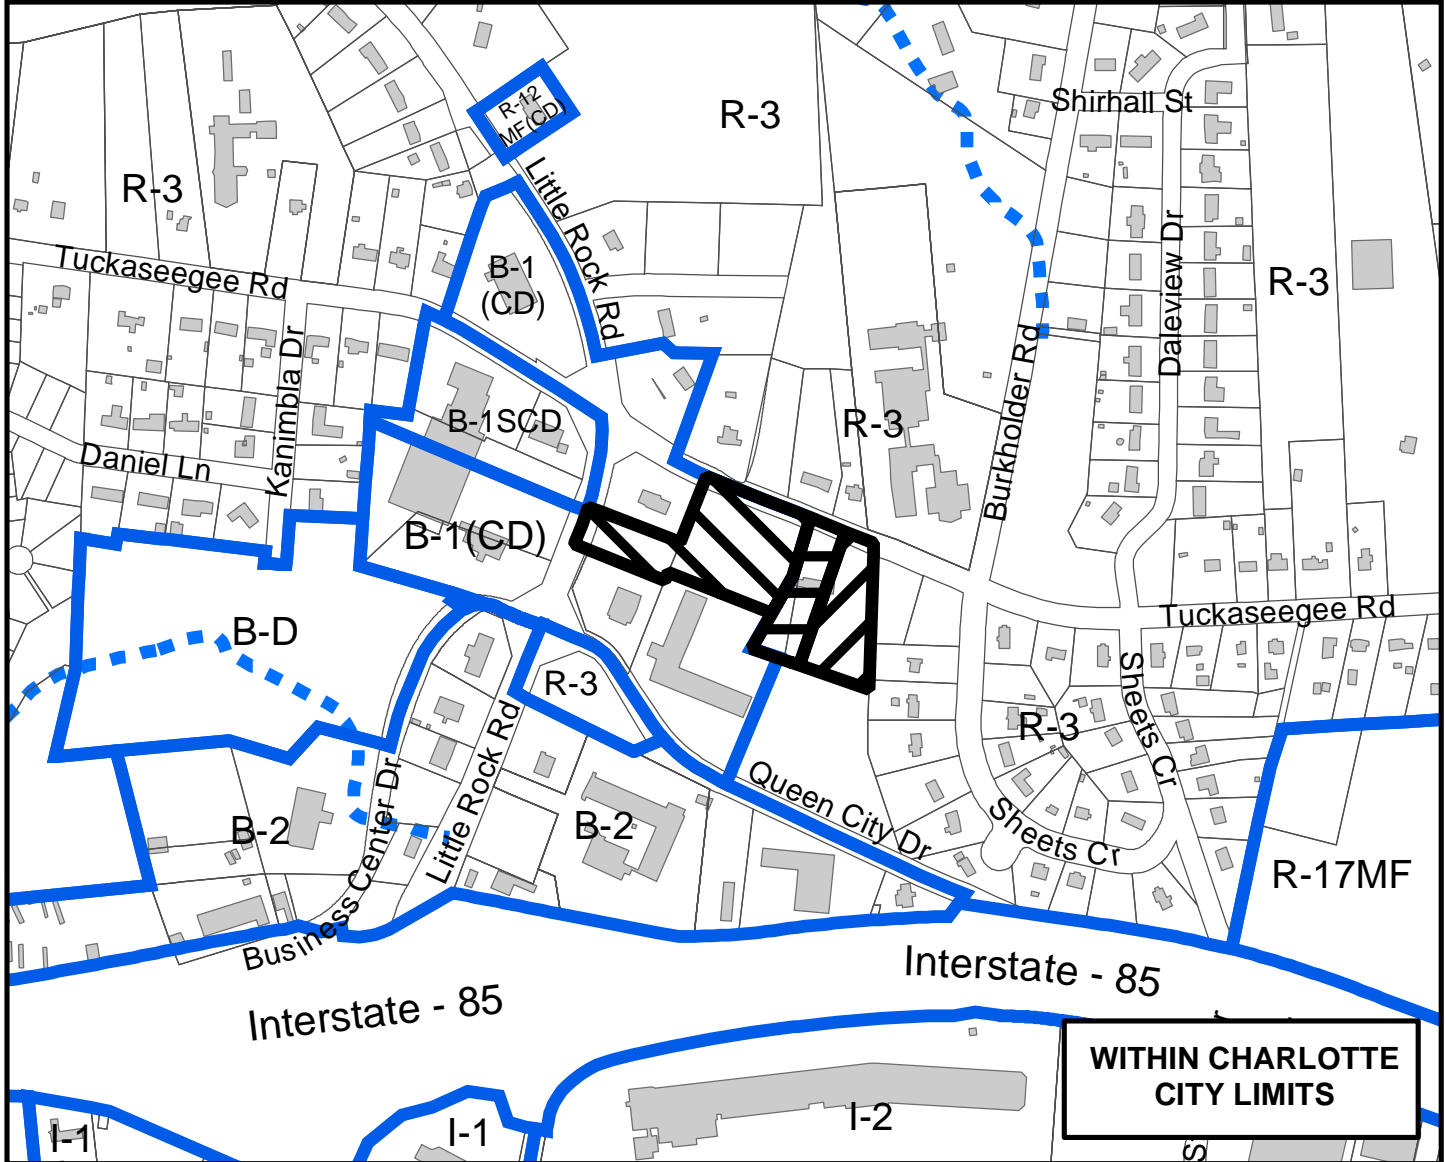 R-12
MF(CD)
R-3
Shirhall St
R-3
Little Rock Rd
Tuckaseegee Rd
B-1
(CD)
Daleview Dr
R-3
Kanimbla Dr
Burkholder Rd
B-1SCD
R-3
Daniel Ln
B-1(CD)
Tuckaseegee Rd
B-D
R-3
Sheets Cr
R-3
Little Rock Rd
Business Center Dr
Queen City Dr
B-2
B-2
Sheets Cr
R-17MF
Interstate - 85
Interstate - 85
WITHIN CHARLOTTE
CITY LIMITS
I-1
I-1
I-2